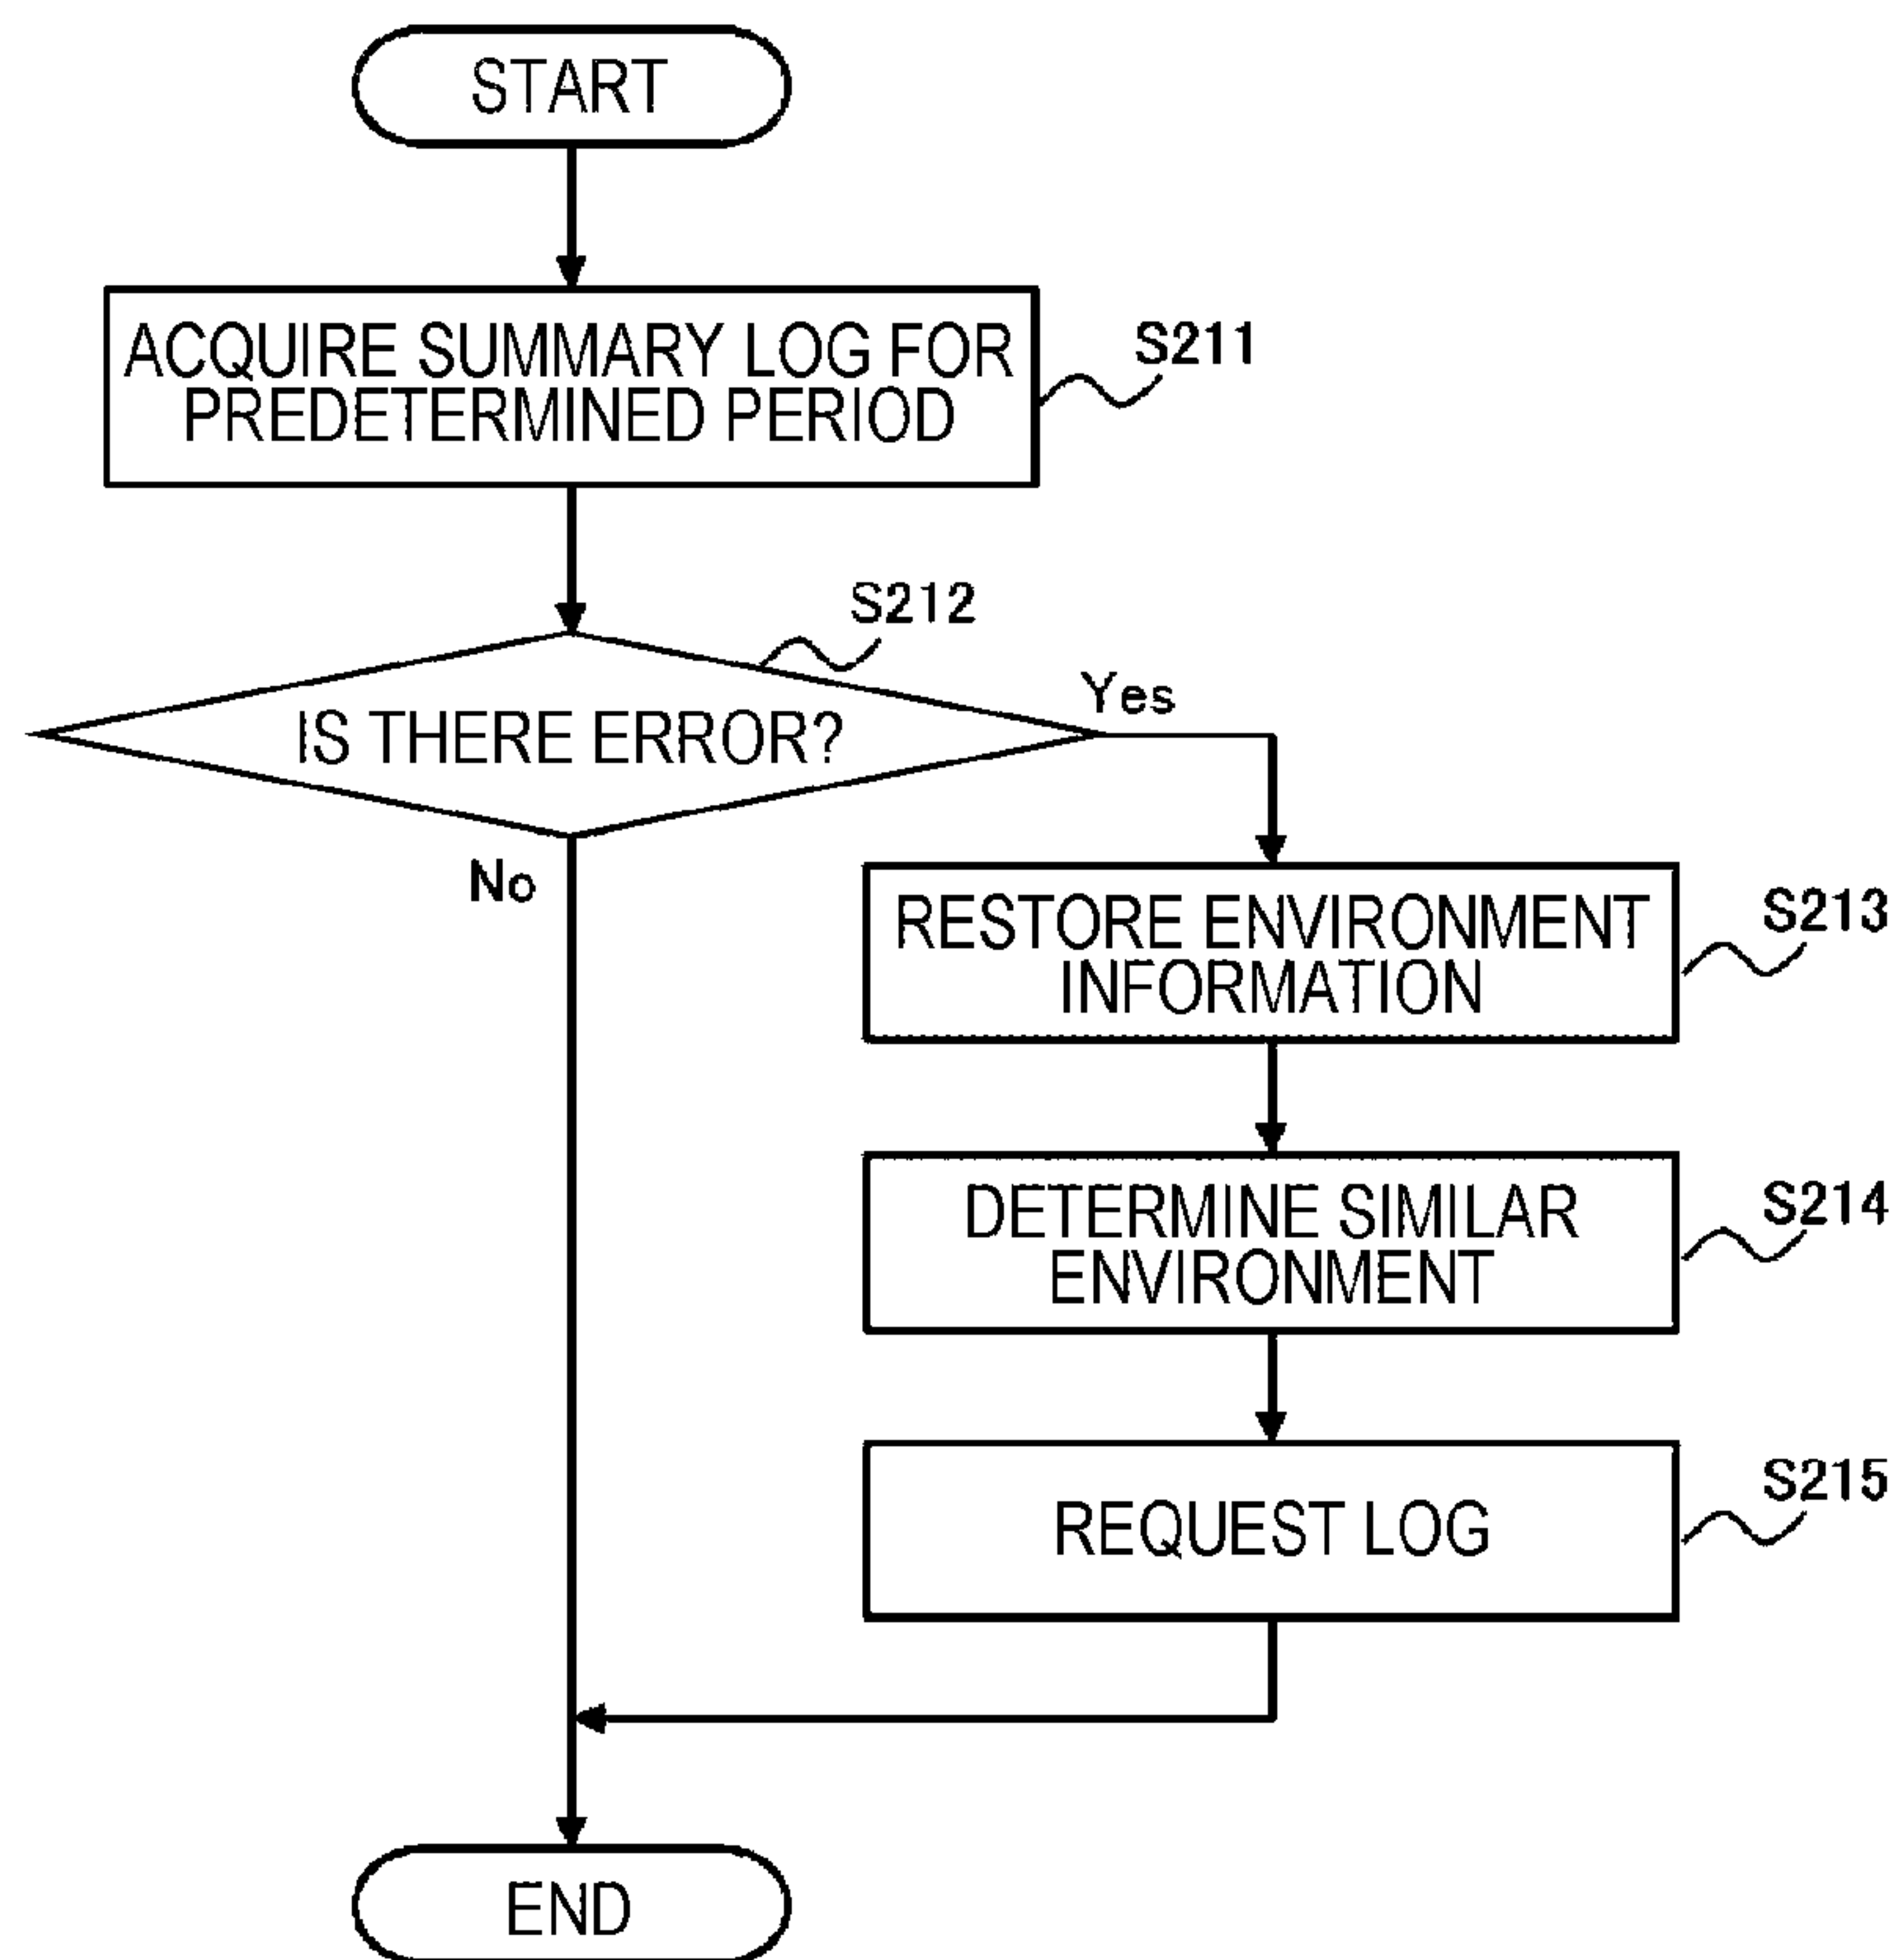 START
ACQUIRE SUMMARY LOG FOR
PREDETERMINED PERIOD
S211
S212
IS THERE ERROR?
Yes
No
RESTORE ENVIRONMENT
INFORMATION
S213
DETERMINE SIMILAR
ENVIRONMENT
S214
REQUEST LOG
S215
END